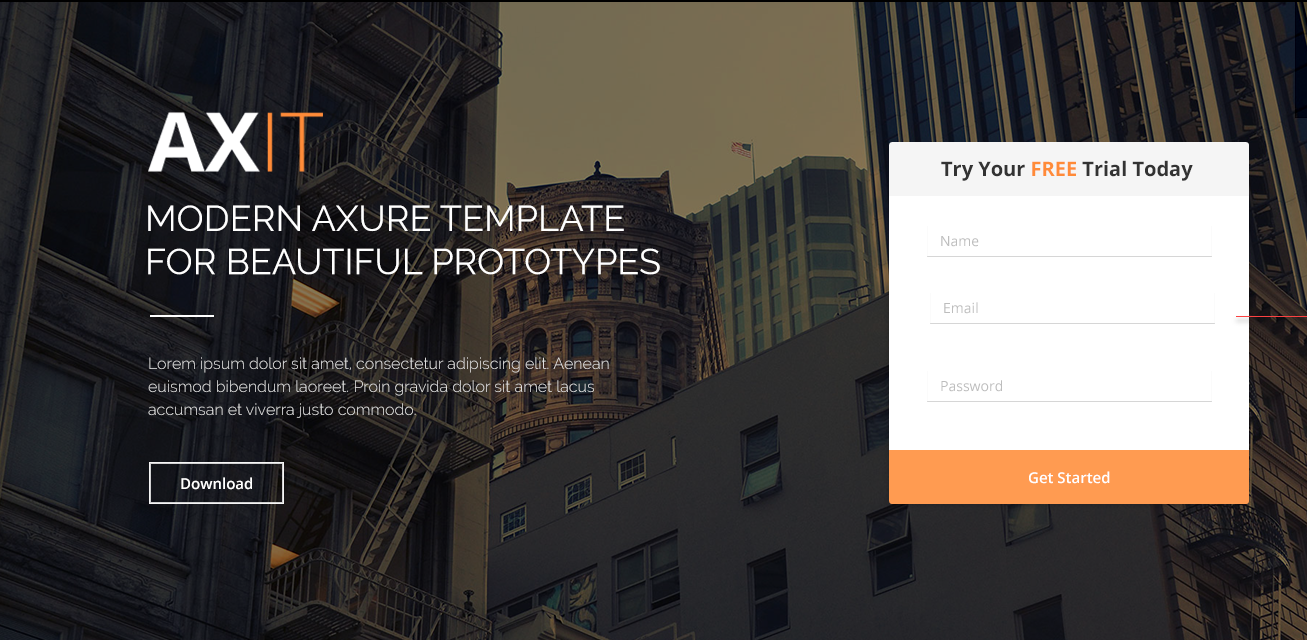 AXIT
MODERN AXURE TEMPLATE
FOR BEAUTIFUL PROTOTYPES
Lorem ipsum dolor sit amet, consectetur adipiscing elit. Aenean
euismod bibendum laoreet. Proin gravida dolor sit amet lacus
accumsan et viverra justo commodo.
Download
Try Your FREE Trial Today
Name
Email
Password
Get Started